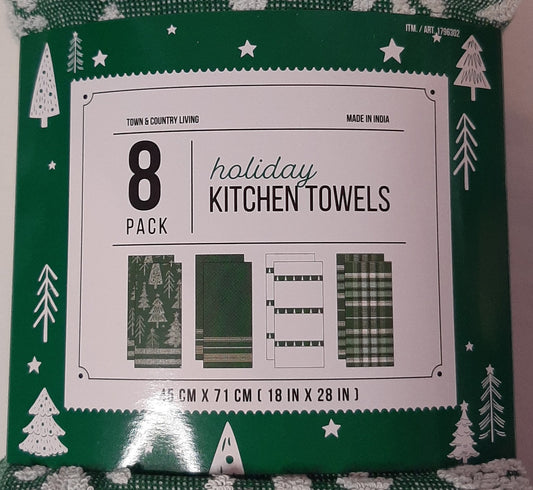 ITM. / ART. 1796302
TOWN & COUNTRY LIVING
MADE IN INDIA
8
PACK
holiday
KITCHEN TOWELS
45 CM X 71 CM ( 18 IN X 28 IN )